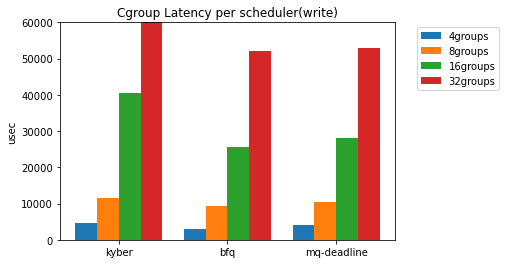 Cgroup Latency per scheduler(write)
60000
50000
40000
30000
20000
10000
0
usec
kyber
bfq
mq-deadline
4groups
8groups
16groups
32groups